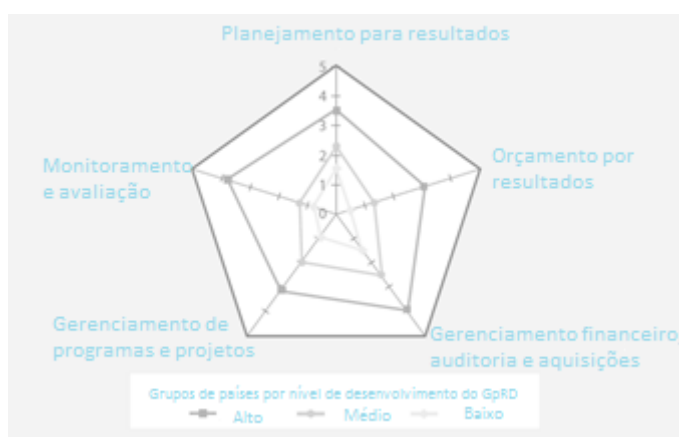 Planejamento para resultados
5
4
3
2
1
0
Orçamento por
resultados
Monitoramento
e avaliação
Gerenciamento de
programas e projetos
Gerenciamento financeiro
auditoria e aquisições
Grupos de países por nível de desenvolvimento do GpRD
Alto Médio Baixo